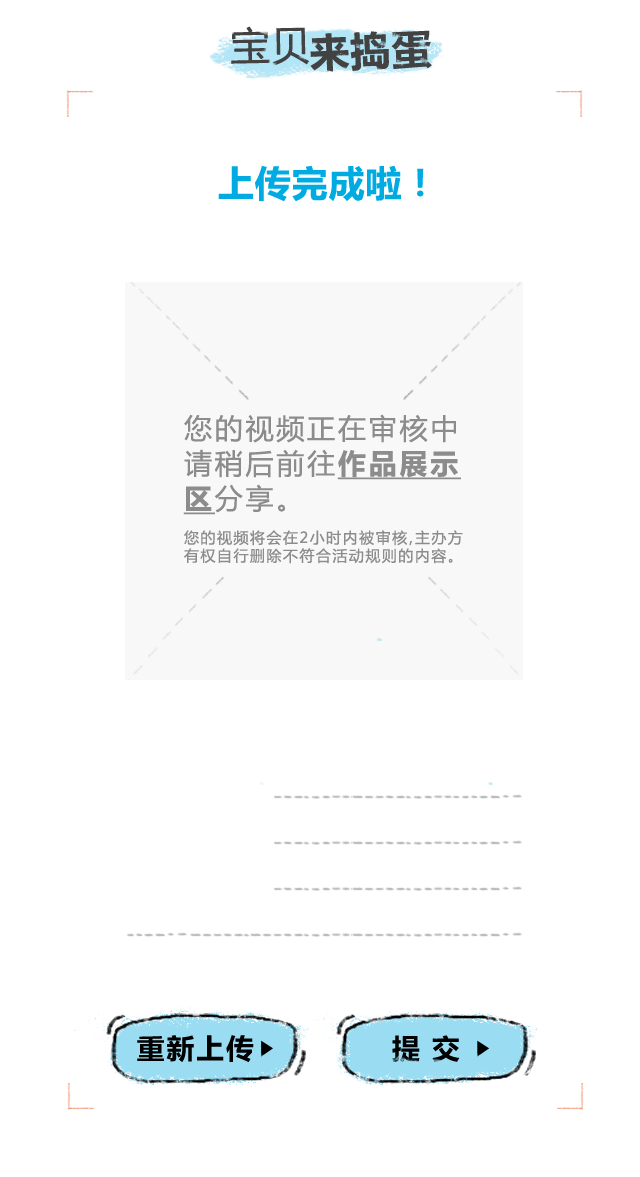 宝贝来捣蛋
上传完成啦！
您的视频正在审核中
请稍后前往作品展示
区分享。
您的视频将会在2小时内被审核,主办方
有权自行删除不符合活动规则的内容。
重新上传
提 交